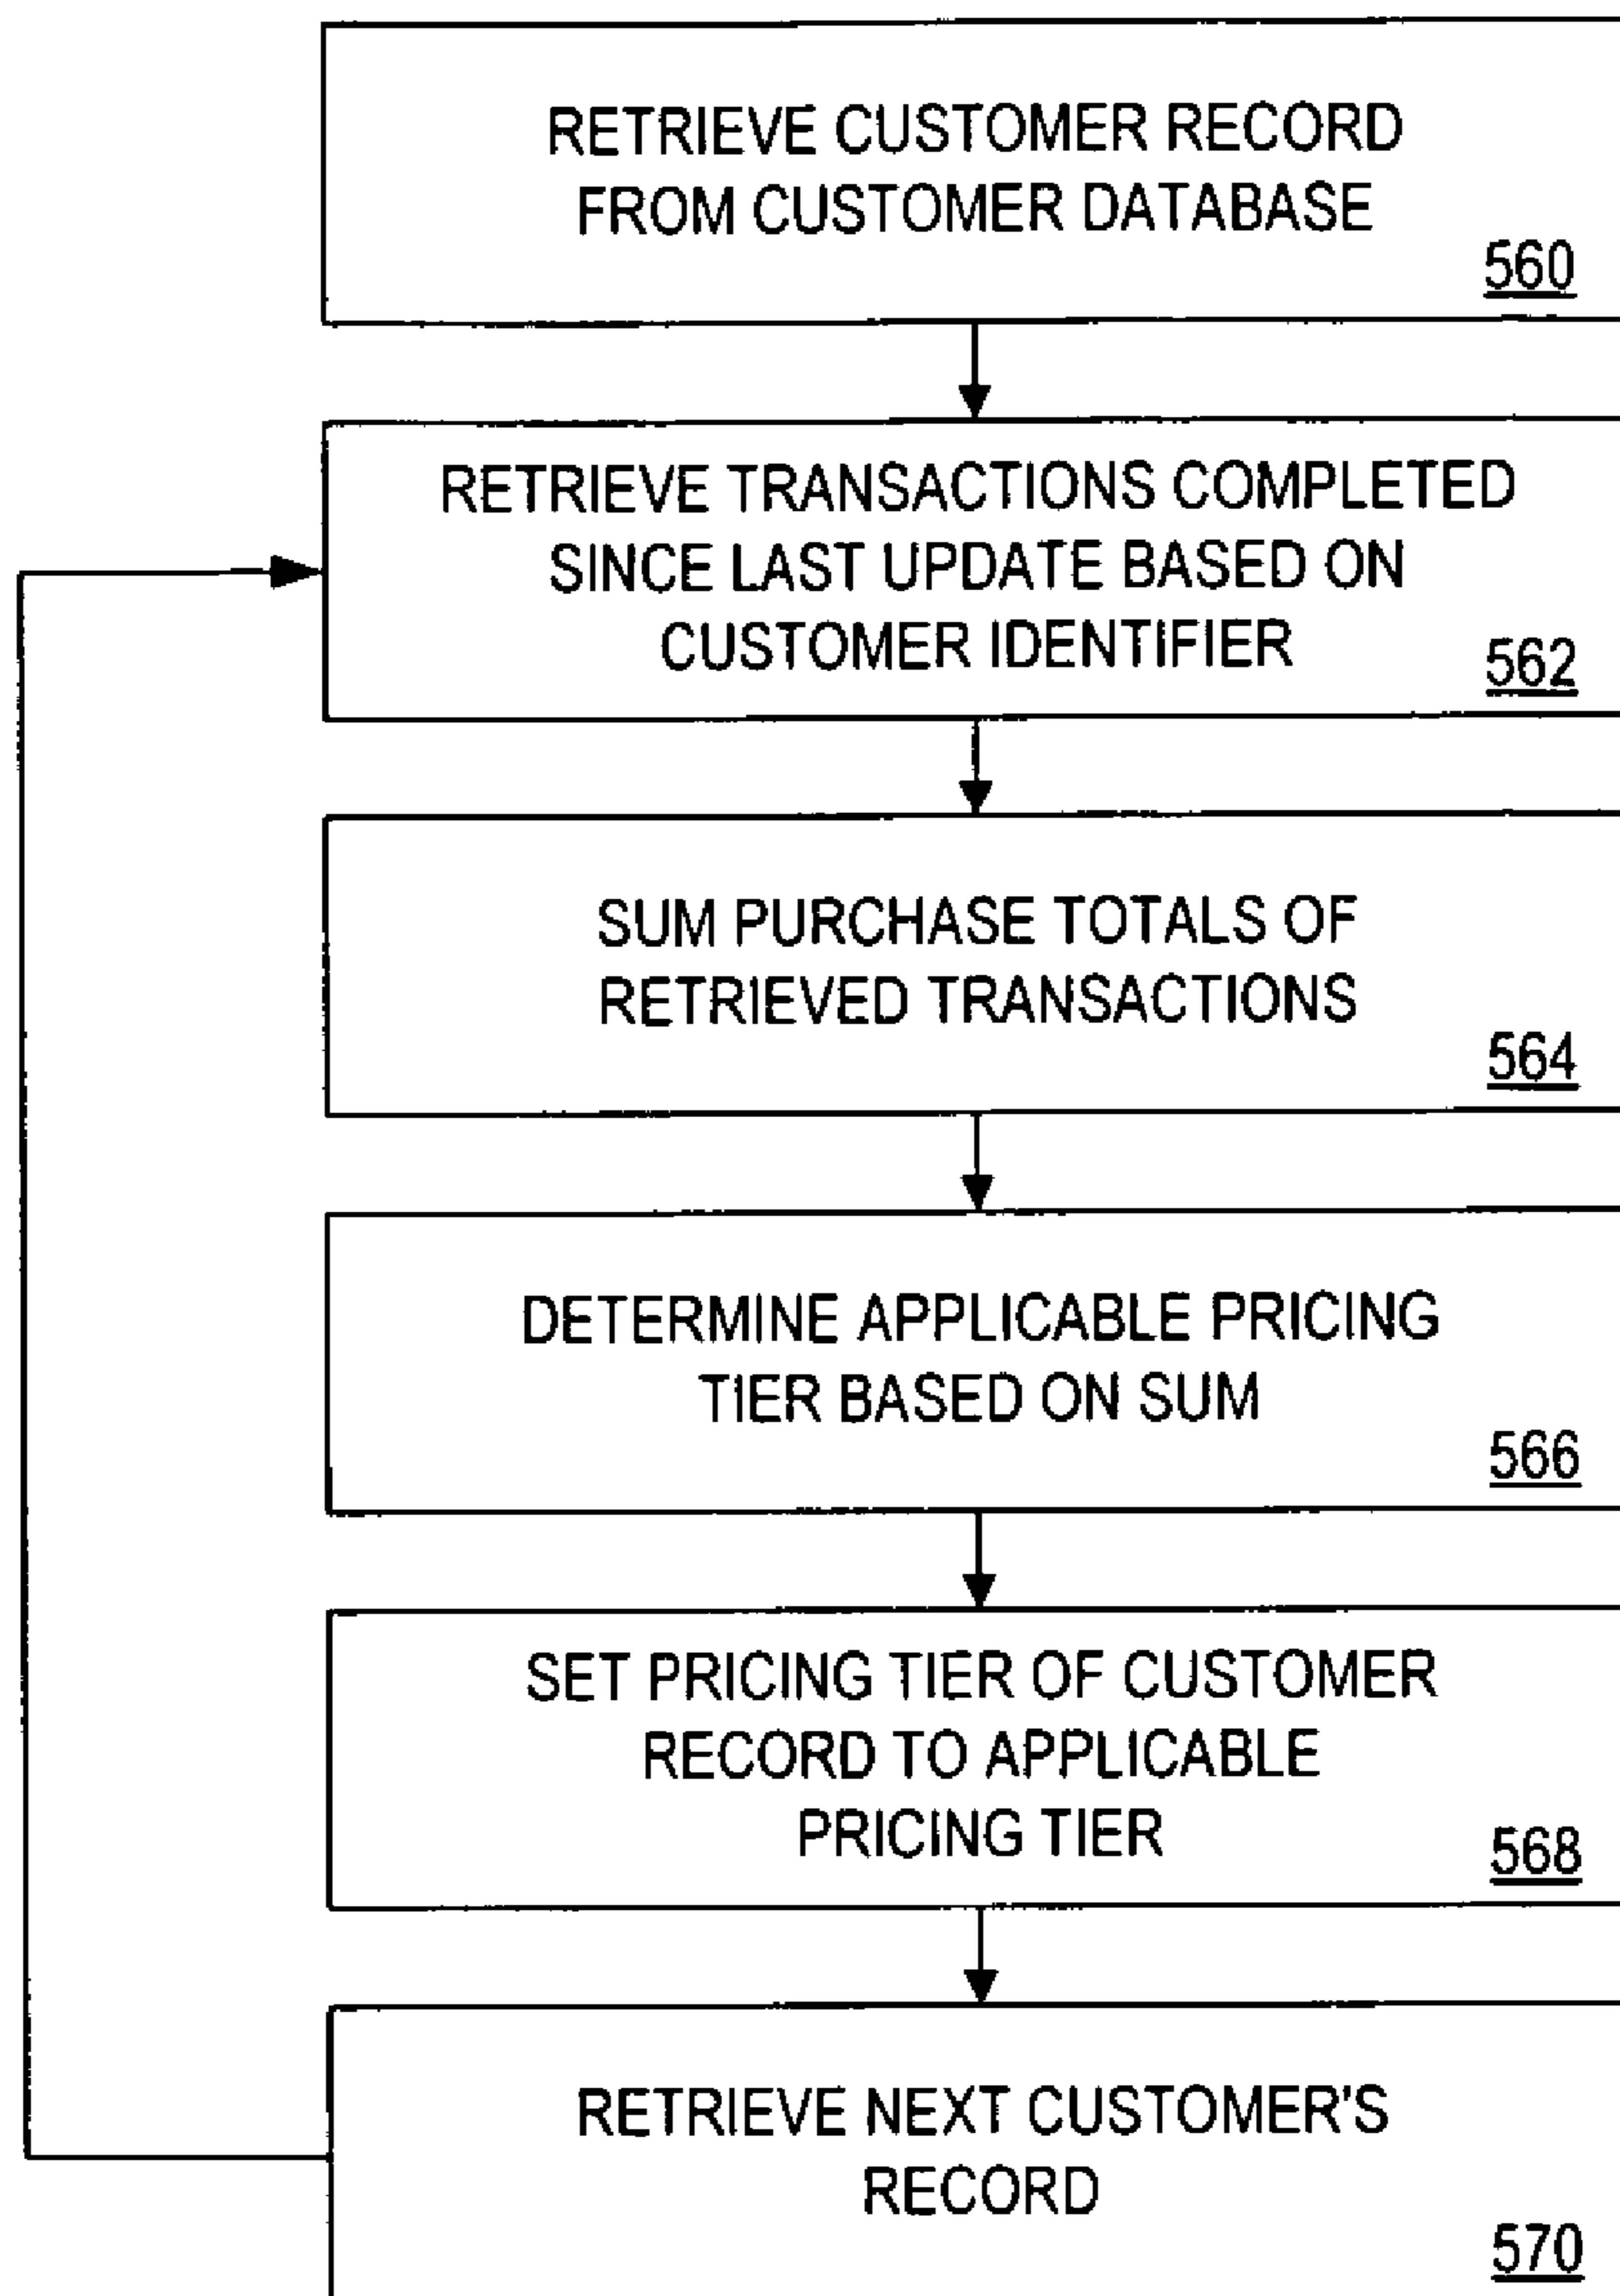 RETRIEVE CUSTOMER RECORD
FROM CUSTOMER DATABASE
560
RETRIEVE TRANSACTIONS COMPLETED
SINCE LAST UPDATE BASED ON
CUSTOMER IDENTIFIER
562
SUM PURCHASE TOTALS OF
RETRIEVED TRANSACTIONS
564
DETERMINE APPLICABLE PRICING
TIER BASED ON SUM
566
SET PRICING TIER OF CUSTOMER
RECORD TO APPLICABLE
PRICING TIER
568
RETRIEVE NEXT CUSTOMER'S
RECORD
570